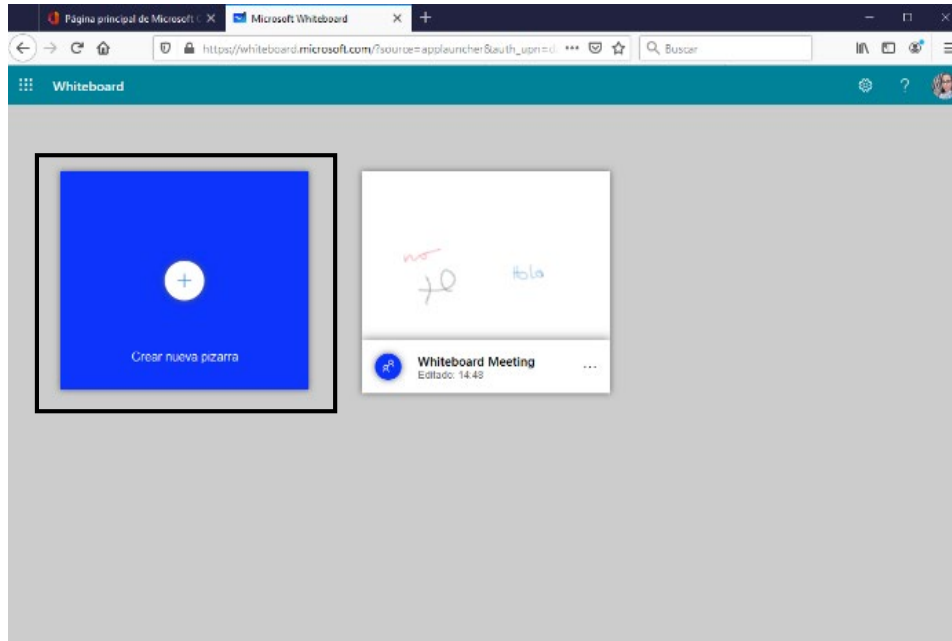 Página principal de Microsoft
Microsoft Whiteboard
https://whiteboard.microsoft.com/?source=applauncher&auth_upn=d
Buscar
Whiteboard
no
Hola
Crear nueva pizarra
Whiteboard Meeting
Editado: 14:48